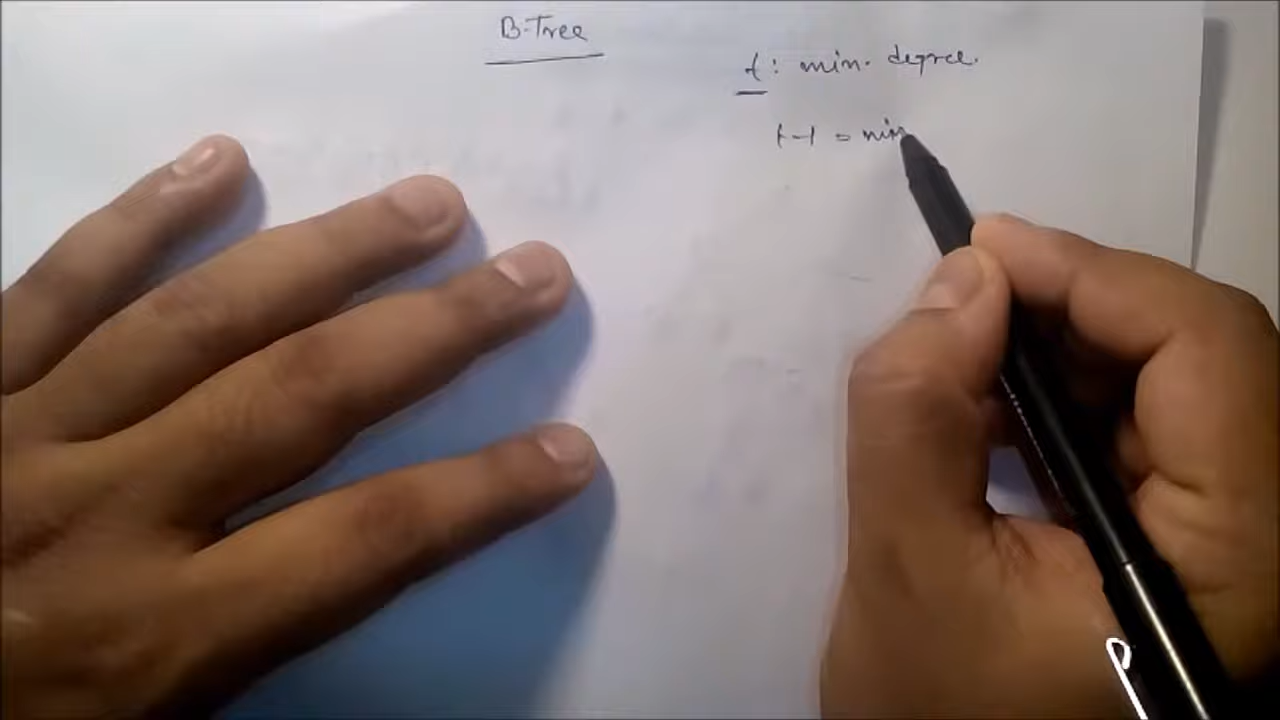 B-Tree
t: min. degree.
t-1 = min